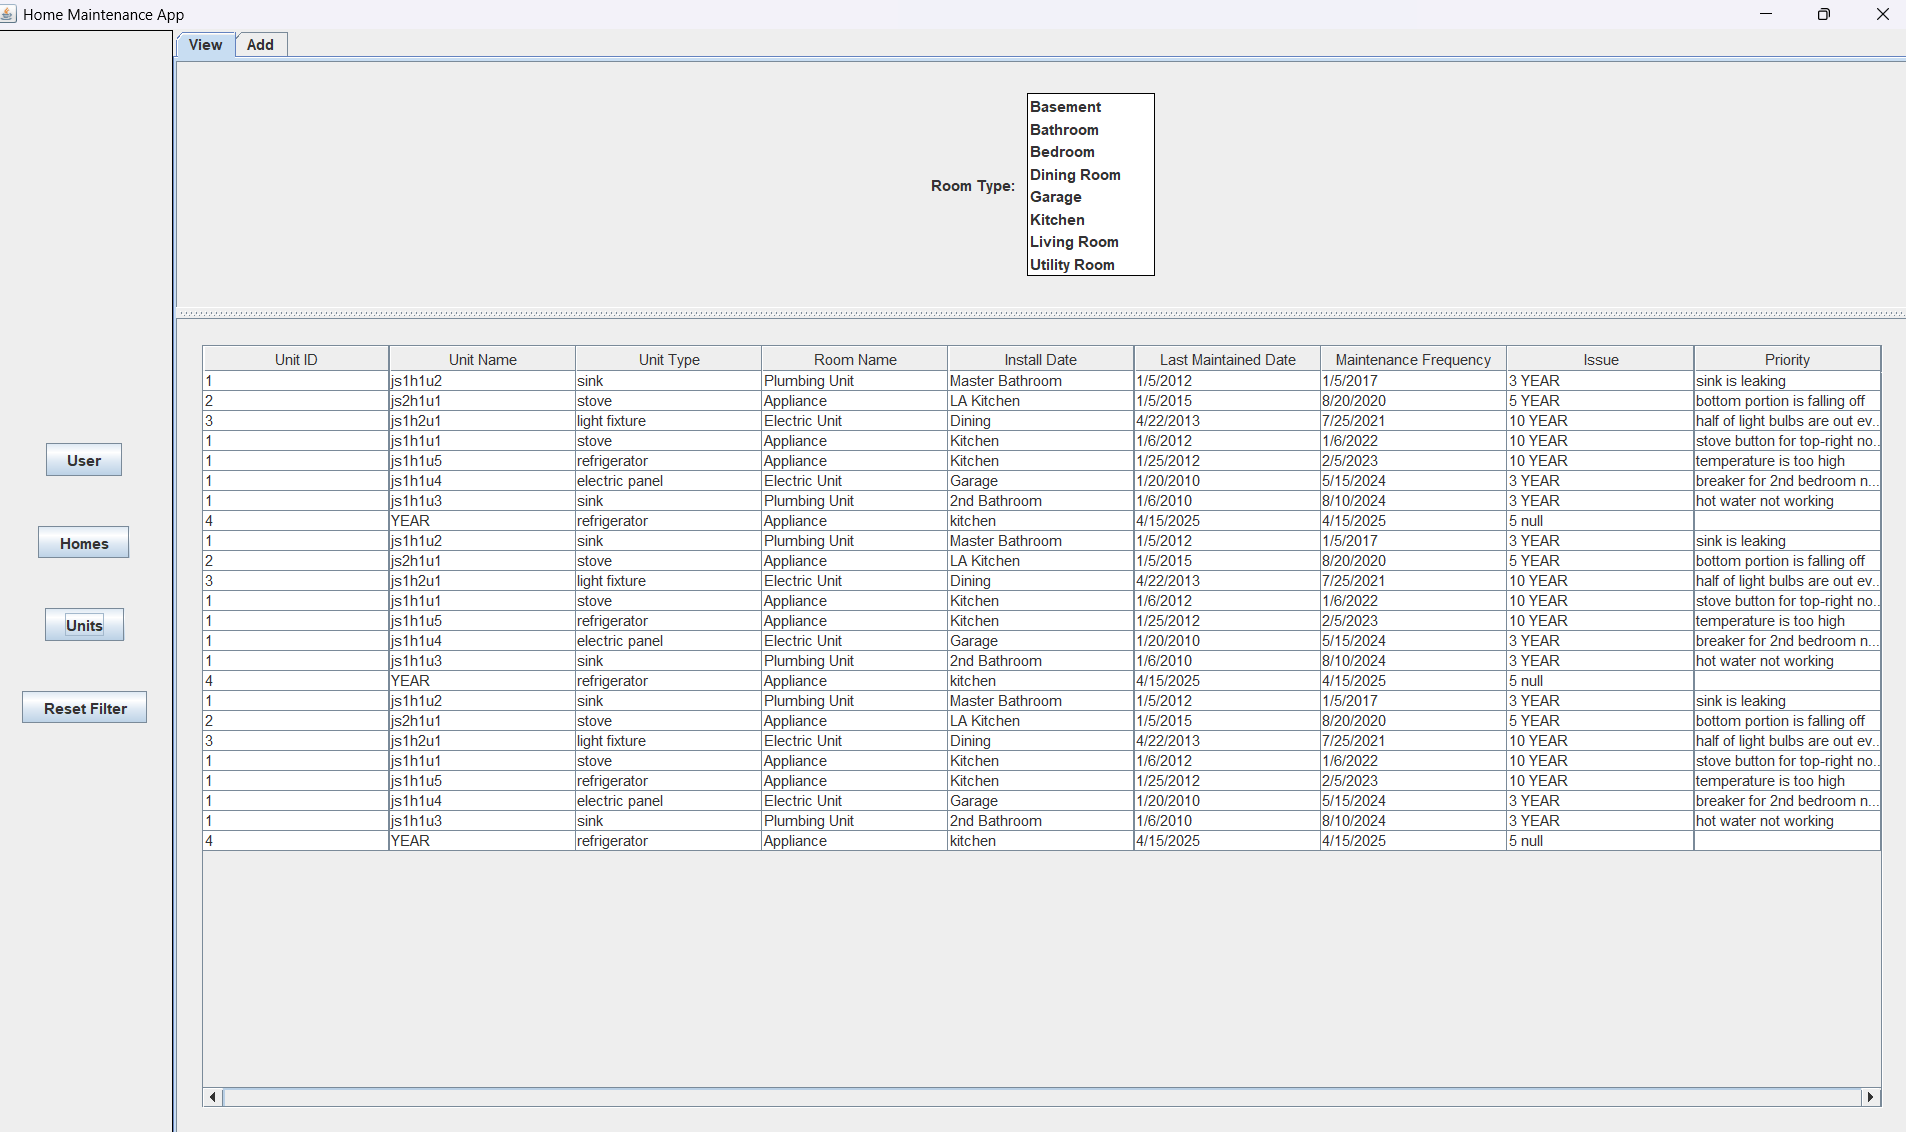 Home Maintenance App
View Add
Basement
Bathroom
Bedroom
Dining Room
Room Type:
Garage
Kitchen
Living Room
Utility Room
User
Homes
Units
Reset Filter
Unit ID Unit Name Unit Type Room Name Install Date Last Maintained Date Maintenance Frequency Issue Priority
1 js1h1u2 sink Plumbing Unit Master Bathroom 1/5/2012 1/5/2017 3 YEAR sink is leaking
2 js2h1u1 stove Appliance LA Kitchen 1/5/2015 8/20/2020 5 YEAR bottom portion is falling off
3 js1h2u1 light fixture Electric Unit Dining 4/22/2013 7/25/2021 10 YEAR half of light bulbs are out ev...
1 js1h1u1 stove Appliance Kitchen 1/6/2012 1/6/2022 10 YEAR stove button for top-right no...
1 js1h1u5 refrigerator Appliance Kitchen 1/25/2012 2/5/2023 10 YEAR temperature is too high
1 js1h1u4 electric panel Electric Unit Garage 1/20/2010 5/15/2024 3 YEAR breaker for 2nd bedroom n...
1 js1h1u3 sink Plumbing Unit 2nd Bathroom 1/6/2010 8/10/2024 3 YEAR hot water not working
4 YEAR refrigerator Appliance kitchen 4/15/2025 4/15/2025 5 null
1 js1h1u2 sink Plumbing Unit Master Bathroom 1/5/2012 1/5/2017 3 YEAR sink is leaking
2 js2h1u1 stove Appliance LA Kitchen 1/5/2015 8/20/2020 5 YEAR bottom portion is falling off
3 js1h2u1 light fixture Electric Unit Dining 4/22/2013 7/25/2021 10 YEAR half of light bulbs are out ev...
1 js1h1u1 stove Appliance Kitchen 1/6/2012 1/6/2022 10 YEAR stove button for top-right no...
1 js1h1u5 refrigerator Appliance Kitchen 1/25/2012 2/5/2023 10 YEAR temperature is too high
1 js1h1u4 electric panel Electric Unit Garage 1/20/2010 5/15/2024 3 YEAR breaker for 2nd bedroom n...
1 js1h1u3 sink Plumbing Unit 2nd Bathroom 1/6/2010 8/10/2024 3 YEAR hot water not working
4 YEAR refrigerator Appliance kitchen 4/15/2025 4/15/2025 5 null
1 js1h1u2 sink Plumbing Unit Master Bathroom 1/5/2012 1/5/2017 3 YEAR sink is leaking
2 js2h1u1 stove Appliance LA Kitchen 1/5/2015 8/20/2020 5 YEAR bottom portion is falling off
3 js1h2u1 light fixture Electric Unit Dining 4/22/2013 7/25/2021 10 YEAR half of light bulbs are out ev...
1 js1h1u1 stove Appliance Kitchen 1/6/2012 1/6/2022 10 YEAR stove button for top-right no...
1 js1h1u5 refrigerator Appliance Kitchen 1/25/2012 2/5/2023 10 YEAR temperature is too high
1 js1h1u4 electric panel Electric Unit Garage 1/20/2010 5/15/2024 3 YEAR breaker for 2nd bedroom n...
1 js1h1u3 sink Plumbing Unit 2nd Bathroom 1/6/2010 8/10/2024 3 YEAR hot water not working
4 YEAR refrigerator Appliance kitchen 4/15/2025 4/15/2025 5 null